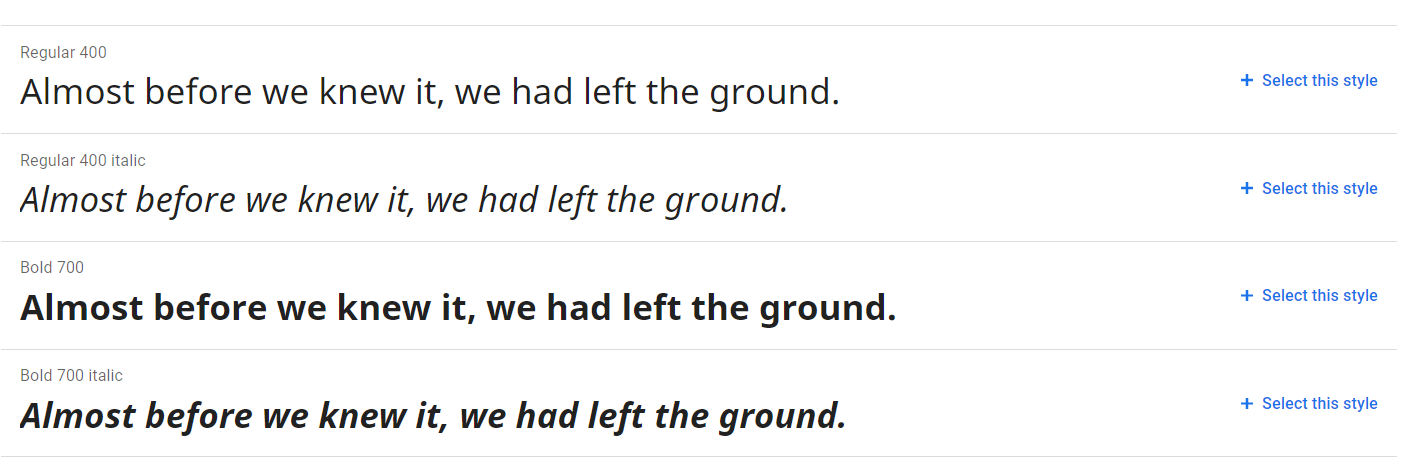 Regular 400
Almost before we knew it, we had left the ground.
+ Select this style
Regular 400 italic
Almost before we knew it, we had left the ground.
+ Select this style
Bold 700
Almost before we knew it, we had left the ground.
+ Select this style
Bold 700 italic
Almost before we knew it, we had left the ground.
+ Select this style